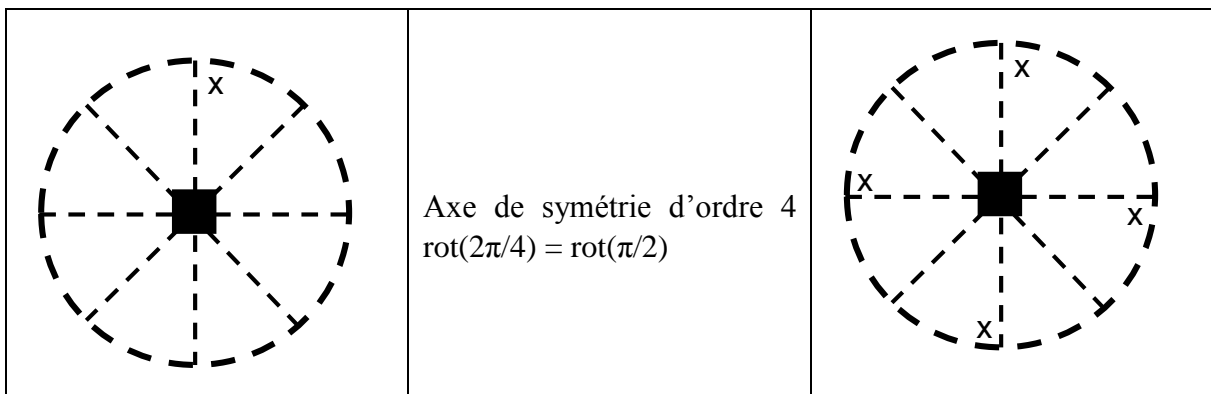 x
Axe de symétrie d’ordre 4
rot(2π/4) = rot(π/2)
x
x
x
x